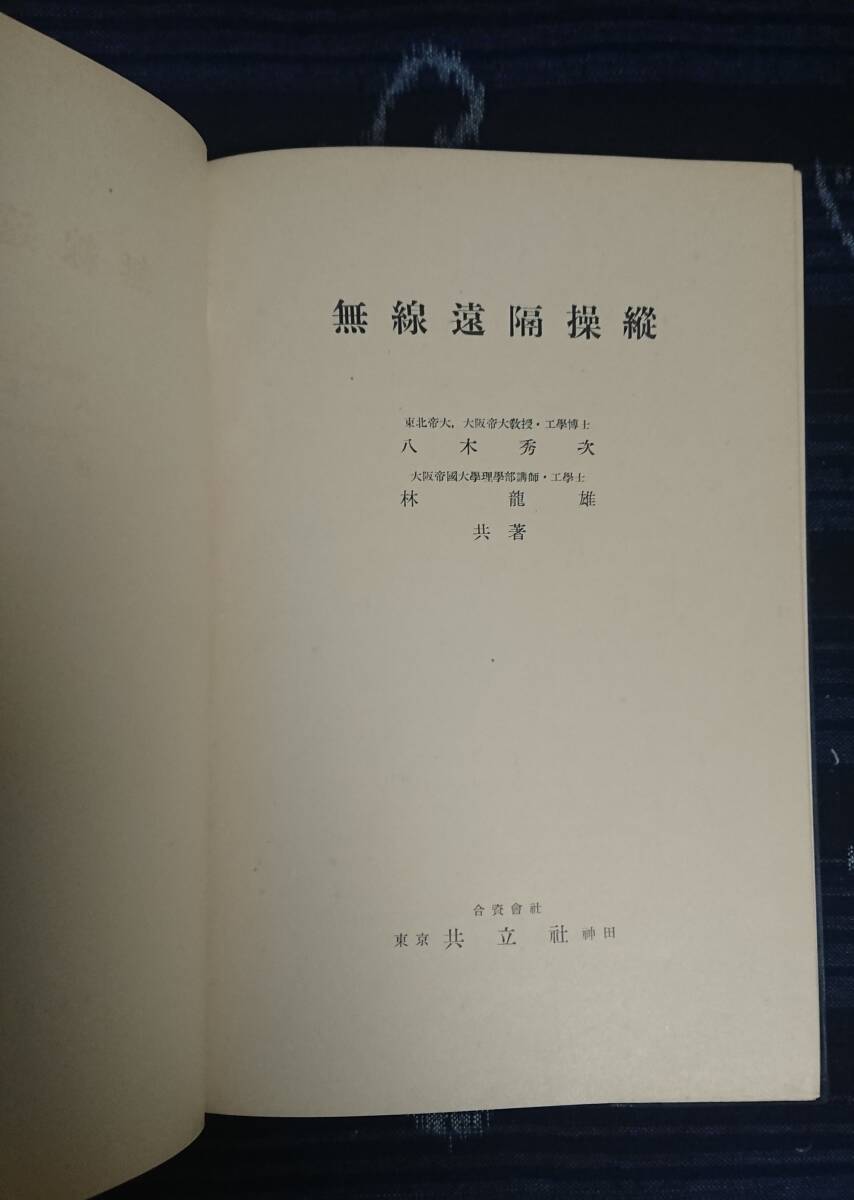 無線遠隔操縱
東北帝大，大阪帝大敎授・工學博士
八木秀次
大阪帝國大學理學部講師・工學士
林龍雄
共著
合資會社
東京 共立社 神田